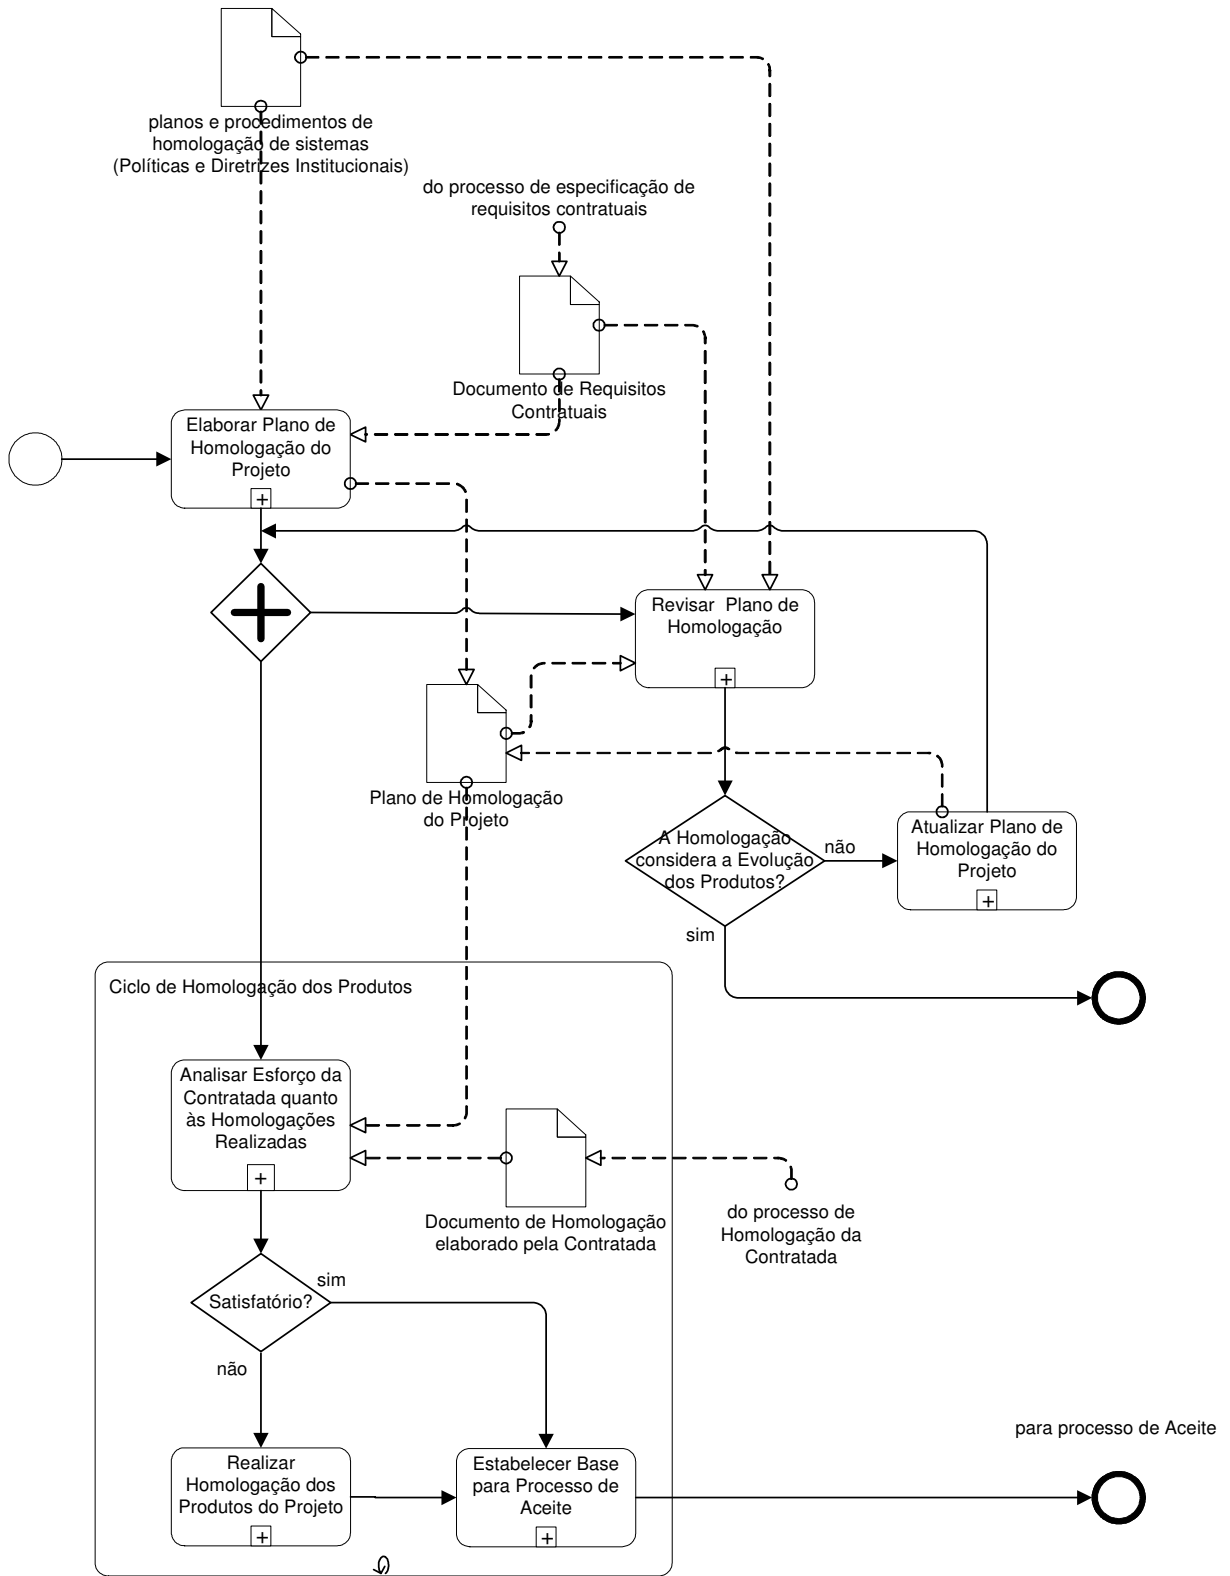 planos e procedimentos de
homologação de sistemas
(Políticas e Diretrizes Institucionais)
do processo de especificação de
requisitos contratuais
Documento de Requisitos
Contratuais
Elaborar Plano de
Homologação do
Projeto
Revisar Plano de
Homologação
Plano de Homologação
do Projeto
A Homologação
considera a Evolução
dos Produtos?
não
Atualizar Plano de
Homologação do
Projeto
sim
Ciclo de Homologação dos Produtos
Analisar Esforço da
Contratada quanto
às Homologações
Realizadas
Documento de Homologação
elaborado pela Contratada
do processo de
Homologação da
Contratada
Satisfatório?
sim
não
Realizar
Homologação dos
Produtos do Projeto
Estabelecer Base
para Processo de
Aceite
para processo de Aceite